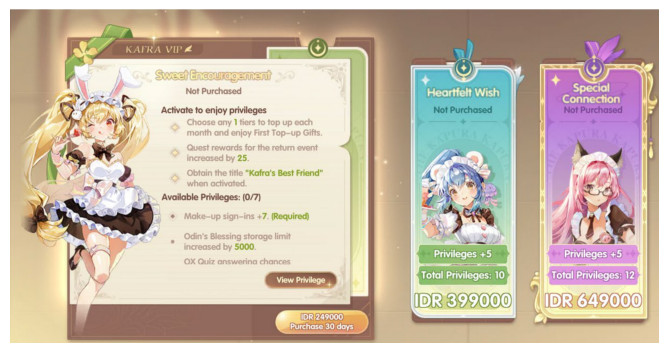 KAFRA VIP
Sweet Encouragement
Not Purchased
Activate to enjoy privileges
Choose any 1 tiers to top up each
month and enjoy First Top-up Gifts.
Quest rewards for the return event
increased by 25.
Obtain the title "Kafra's Best Friend"
when activated.
Available Privileges: (0/7)
Make-up sign-ins +7. (Required)
Odin's Blessing storage limit
increased by 5000.
OX Quiz answering chances
View Privilege
IDR 249000
Purchase 30 days
Heartfelt Wish
Not Purchased
Privileges +5
Total Privileges: 10
IDR 399000
Special
Connection
Not Purchased
Privileges +5
Total Privileges: 12
IDR 649000